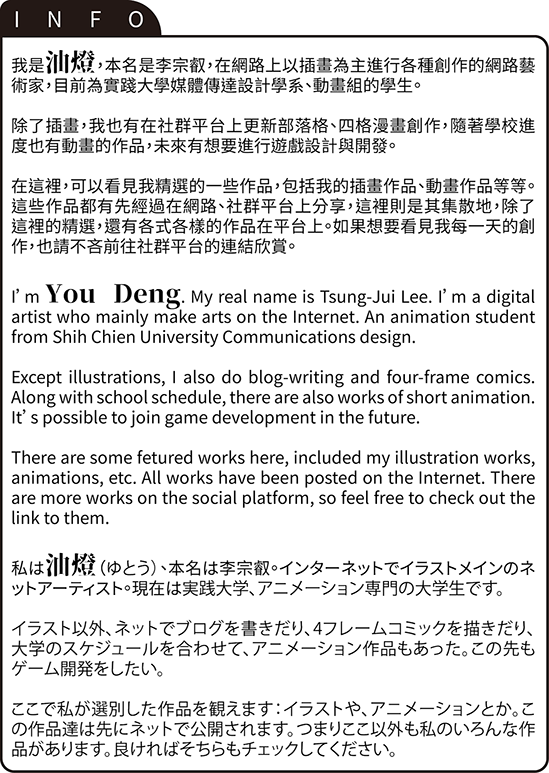 INFO
我是油燈，本名是李宗叡，在網路上以插畫為主進行各種創作的網路藝
術家，目前為實踐大學媒體傳達設計學系、動畫組的學生。
除了插畫，我也有在社群平台上更新部落格、四格漫畫創作，隨著學校進
度也有動畫的作品，未來有想要進行遊戲設計與開發。
在這裡，可以看見我精選的一些作品，包括我的插畫作品、動畫作品等等。
這些作品都有先經過在網路、社群平台上分享，這裡則是其集散地，除了
這裡的精選，還有各式各樣的作品在平台上。如果想要看見我每一天的創
作，也請不吝前往社群平台的連結欣賞。
I’m You Deng. My real name is Tsung-Jui Lee. I’m a digital
artist who mainly make arts on the Internet. An animation student
from Shih Chien University Communications design.
Except illustrations, I also do blog-writing and four-frame comics.
Along with school schedule, there are also works of short animation.
It’s possible to join game development in the future.
There are some fetured works here, included my illustration works,
animations, etc. All works have been posted on the Internet. There
are more works on the social platform, so feel free to check out the
link to them.
私は油燈（ゆとう）、本名は李宗叡。インターネットでイラストメインのネ
ットアーティスト。現在は実践大学、アニメーション専門の大学生です。
イラスト以外、ネットでブログを書きだり、4フレームコミックを描きだり、
大学のスケジュールを合わせて、アニメーション作品もあった。この先も
ゲーム開発をしたい。
ここで私が選別した作品を観えます：イラストや、アニメーションとか。こ
の作品達は先にネットで公開されます。つまりここ以外も私のいろんな作
品があります。良ければそちらもチェックしてください。